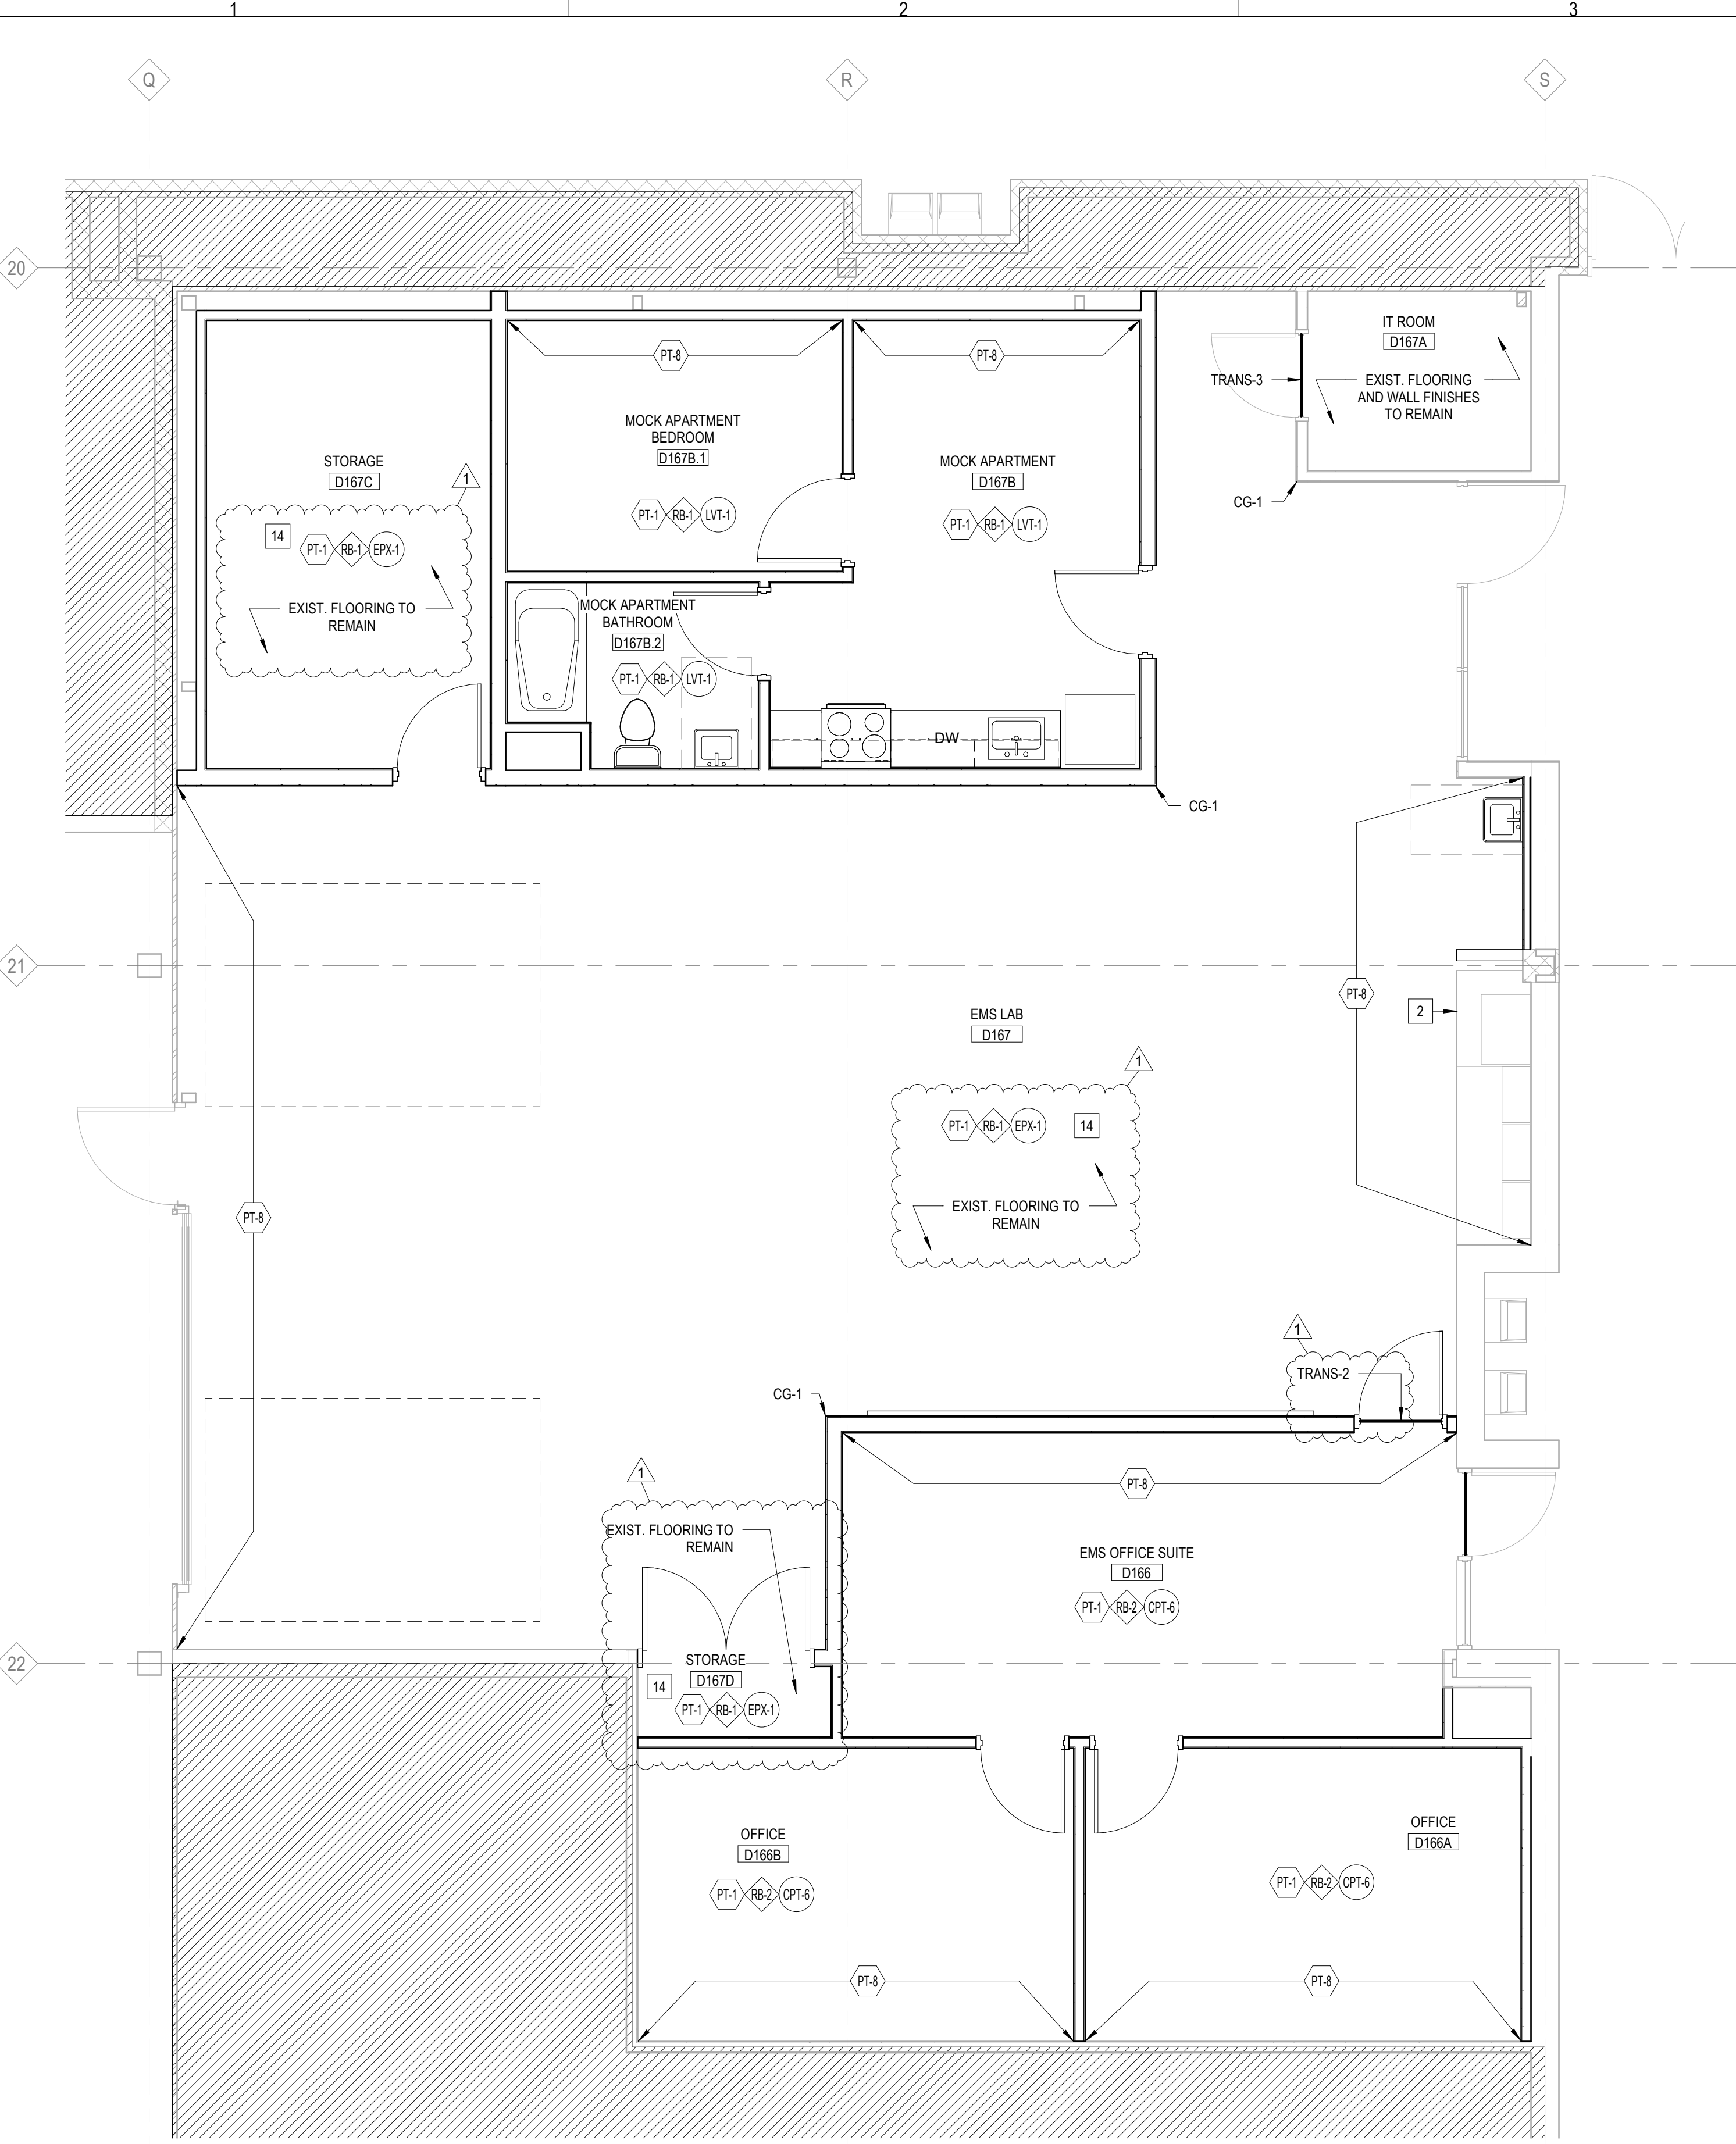 1
2
3
Q
R
S
20
PT-8
PT-8
IT ROOM
D167A
TRANS-3
EXIST. FLOORING
AND WALL FINISHES
TO REMAIN
MOCK APARTMENT
BEDROOM
D167B.1
STORAGE
D167C
1
MOCK APARTMENT
D167B
CG-1
PT-1 RB-1 LVT-1
PT-1 RB-1 LVT-1
14
PT-1 RB-1 EPX-1
EXIST. FLOORING TO
REMAIN
MOCK APARTMENT
BATHROOM
D167B.2
PT-1 RB-1 LVT-1
DW
CG-1
21
PT-8
EMS LAB
D167
2
1
PT-1 RB-1 EPX-1
14
EXIST. FLOORING TO
REMAIN
PT-8
1
TRANS-2
CG-1
1
PT-8
EXIST. FLOORING TO
REMAIN
EMS OFFICE SUITE
D166
PT-1 RB-2 CPT-6
22
STORAGE
D167D
14
PT-1 RB-1 EPX-1
OFFICE
D166B
OFFICE
D166A
PT-1 RB-2 CPT-6
PT-1 RB-2 CPT-6
PT-8
PT-8